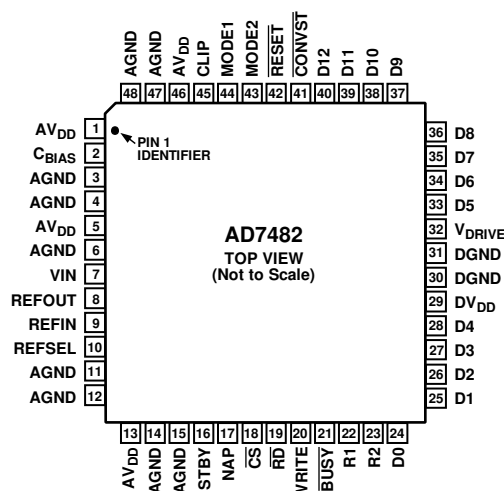 AGND
AGND
AVDD
CLIP
MODE1
MODE2
RESET
CONVST
D12
D11
D10
D9
48 47 46 45 44 43 42 41 40 39 38 37
AVDD 1
CBIAS 2
AGND 3
AGND 4
AVDD 5
AGND 6
VIN 7
REFOUT 8
REFIN 9
REFSEL 10
AGND 11
AGND 12
PIN 1
IDENTIFIER
AD7482
TOP VIEW
(Not to Scale)
36 D8
35 D7
34 D6
33 D5
32 VDRIVE
31 DGND
30 DGND
29 DVDD
28 D4
27 D3
26 D2
25 D1
13 14 15 16 17 18 19 20 21 22 23 24
AVDD
AGND
AGND
STBY
NAP
CS
RD
WRITE
BUSY
R1
R2
D0